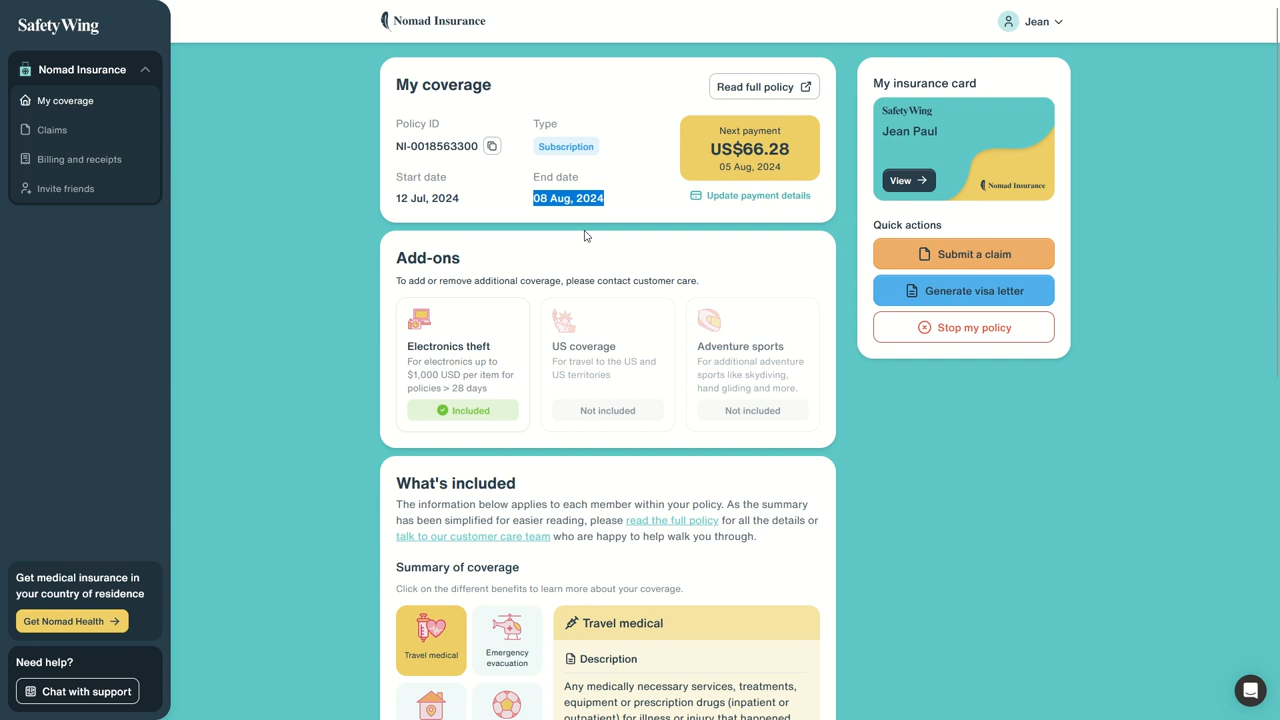 SafetyWing
Nomad Insurance
My coverage
Claims
Billing and receipts
Invite friends
Get medical insurance in
your country of residence
Get Nomad Health →
Need help?
Chat with support
Nomad Insurance
Jean
My coverage
Read full policy
Policy ID
NI-0018563300
Type
Subscription
Start date
12 Jul, 2024
End date
08 Aug, 2024
Next payment
US$66.28
05 Aug, 2024
Update payment details
Add-ons
To add or remove additional coverage, please contact customer care.
Electronics theft
For electronics up to
$1,000 USD per item for
policies > 28 days
Included
US coverage
For travel to the US and
US territories
Not included
Adventure sports
For additional adventure
sports like skydiving,
hand gliding and more.
Not included
What's included
The information below applies to each member within your policy. As the summary
has been simplified for easier reading, please read the full policy for all the details or
talk to our customer care team who are happy to help walk you through.
Summary of coverage
Click on the different benefits to learn more about your coverage.
Travel medical
Emergency
evacuation
Travel medical
Description
Any medically necessary services, treatments,
equipment or prescription drugs (inpatient or
outpatient) for illness or injury that happened
My insurance card
SafetyWing
Jean Paul
View →
Nomad Insurance
Quick actions
Submit a claim
Generate visa letter
Stop my policy